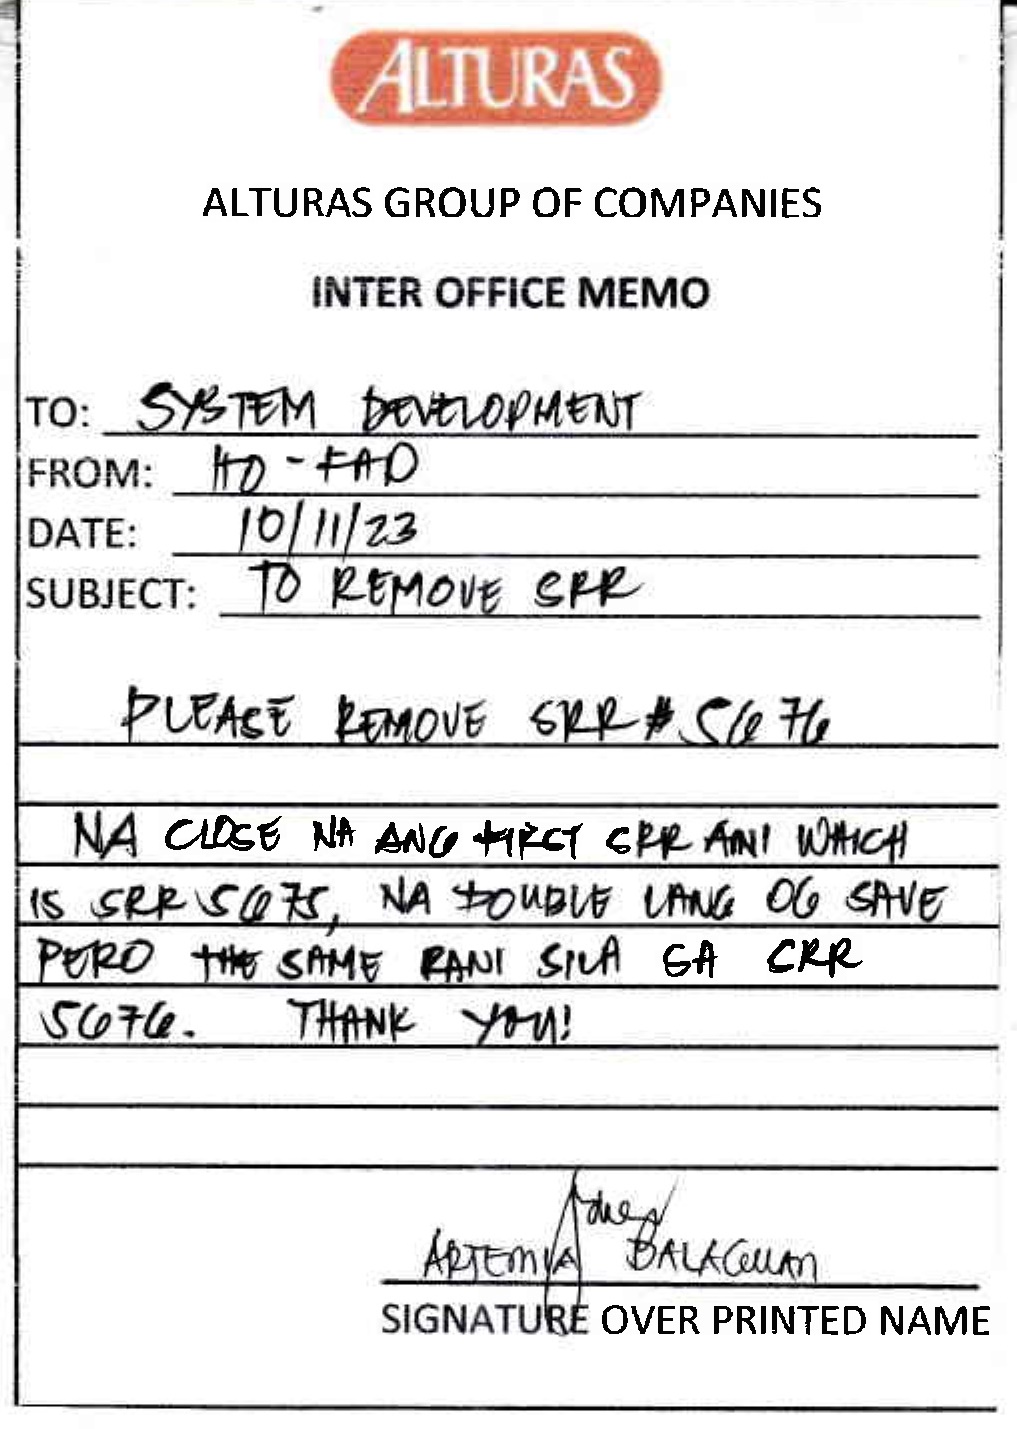 ALTURAS
ALTURAS GROUP OF COMPANIES
INTER OFFICE MEMO
TO: SYSTEM DEVELOPMENT
FROM: HO - FAD
DATE: 10/11/23
SUBJECT: TO REMOVE SRR
PLEASE REMOVE SRR # 5676
NA CLOSE NA ANG FIRST SRR ANI WHICH
IS SRR 5675, NA DOUBLE LANG OG SAVE
PERO THE SAME RANI SILA SA SRR
5676. THANK YOU!
ARTEMIA BALAGUAN
SIGNATURE OVER PRINTED NAME